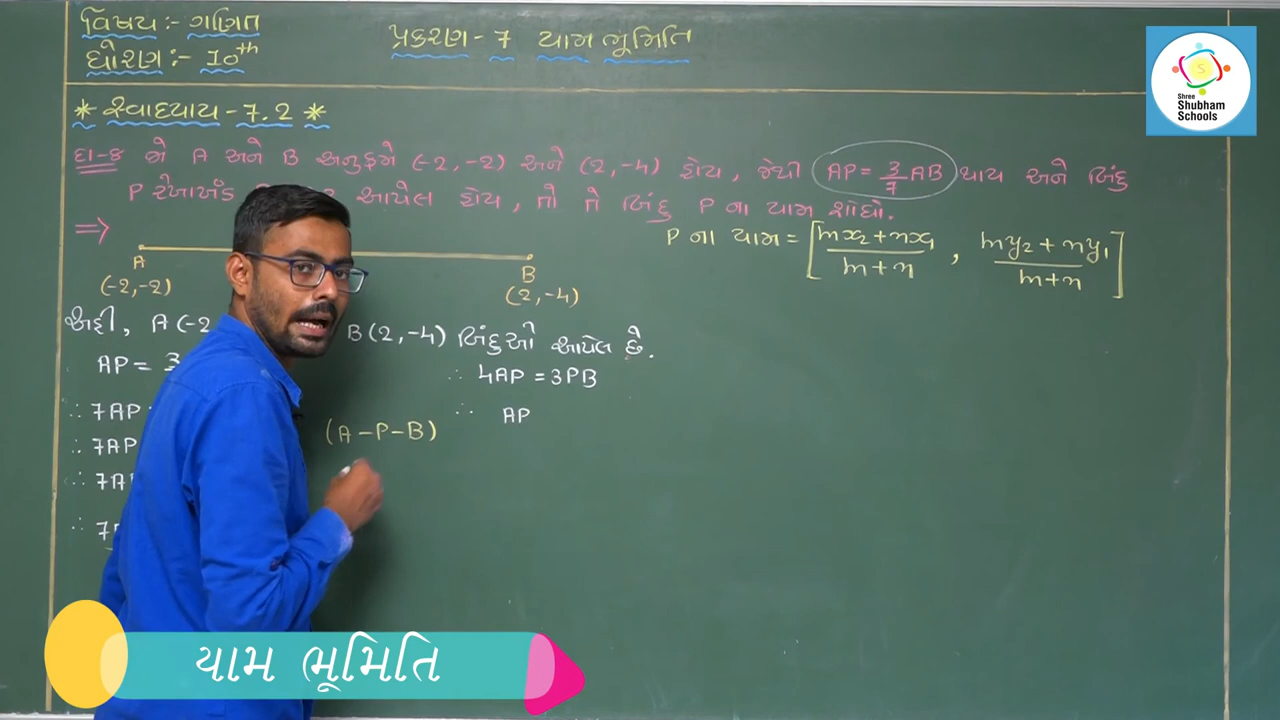 વિષય:- ગણિત
ધોરણ:- 10th
પ્રકરણ - 7 યામ ભૂમિતિ
Shree
Shubham
Schools
* સ્વાધ્યાય - 7.2 *
દા-8 જો A અને B અનુક્રમે (-2,-2) અને (2,-4) હોય, જેથી AP = 3/7 AB થાય અને બિંદુ
P રેખાખંડ આપેલ હોય, તો તે બિંદુ P ના યામ શોધો.
⇒
P ના યામ = [mx₂+nx₁/m+n , my₂+ny₁/m+n]
A
B
(-2,-2)
(2,-4)
અહીં, A(-2 B(2,-4) બિંદુઓ આપેલ છે.
AP = 3
∴ 4AP = 3PB
∴ 7AP
∴ AP
(A-P-B)
∴ 7AP
∴ 7A
∴ 7
યામ ભૂમિતિ